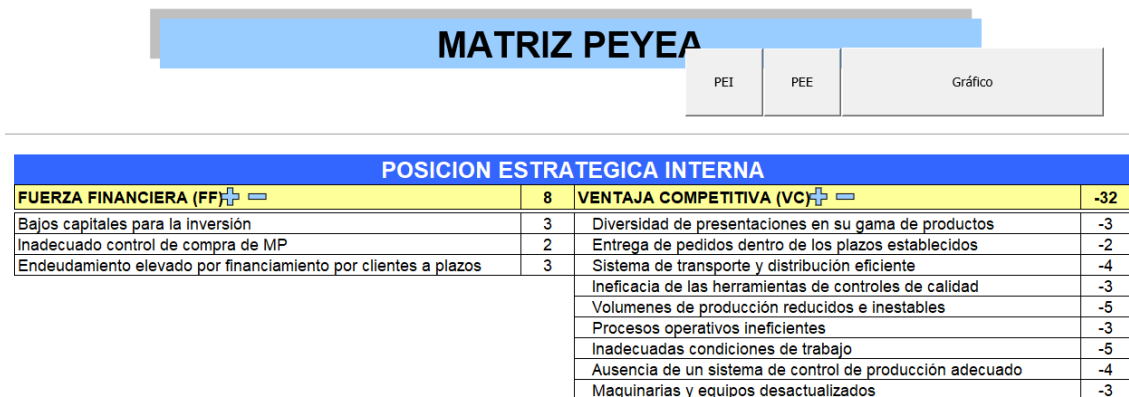 MATRIZ PEYEA
PEI PEE Gráfico
POSICION ESTRATEGICA INTERNA
FUERZA FINANCIERA (FF) 8 VENTAJA COMPETITIVA (VC) -32
Bajos capitales para la inversión 3 Diversidad de presentaciones en su gama de productos -3
Inadecuado control de compra de MP 2 Entrega de pedidos dentro de los plazos establecidos -2
Endeudamiento elevado por financiamiento por clientes a plazos 3 Sistema de transporte y distribución eficiente -4
Ineficacia de las herramientas de controles de calidad -3
Volumenes de producción reducidos e inestables -5
Procesos operativos ineficientes -3
Inadecuadas condiciones de trabajo -5
Ausencia de un sistema de control de producción adecuado -4
Maquinarias y equipos desactualizados -3